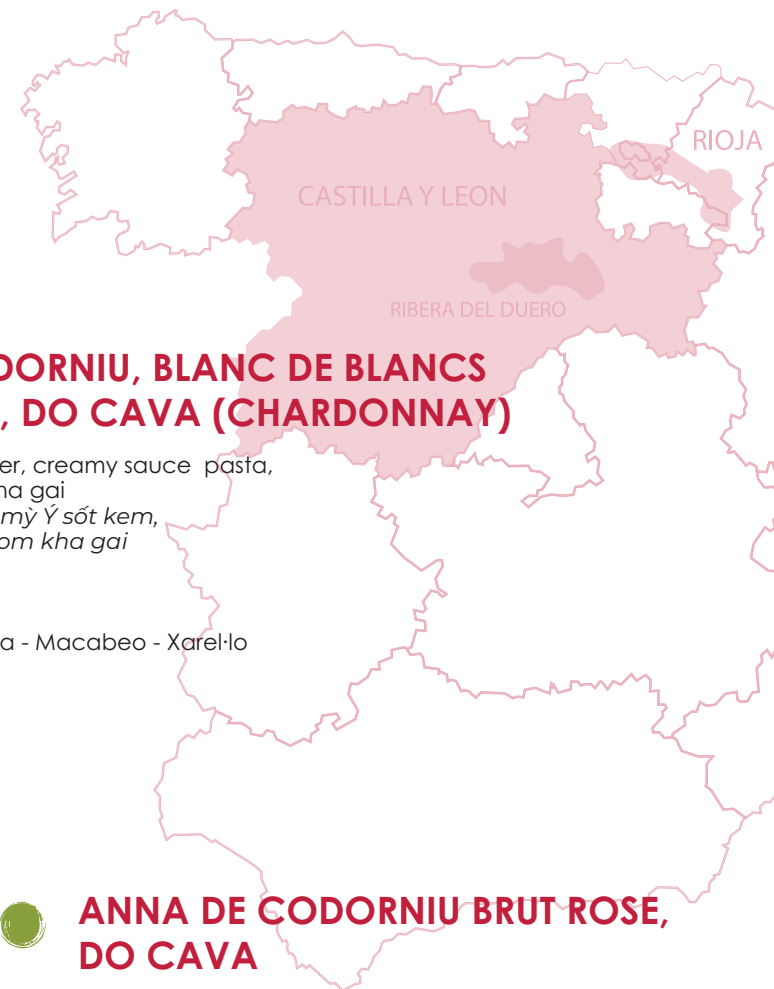 RIOJA
CASTILLA Y LEON
RIBERA DEL DUERO
DORNIU, BLANC DE BLANCS
, DO CAVA (CHARDONNAY)
er, creamy sauce pasta,
ha gai
mỳ Ý sốt kem,
om kha gai
a - Macabeo - Xarel·lo
ANNA DE CODORNIU BRUT ROSE,
DO CAVA